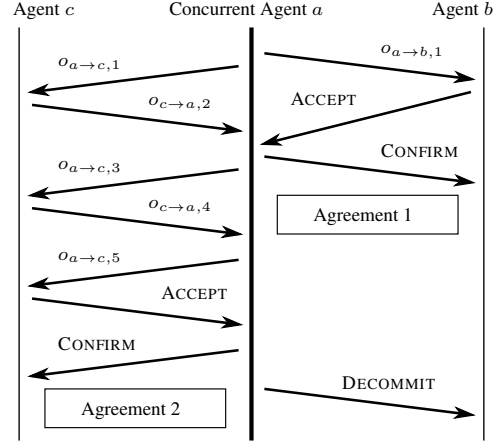 Agent c Concurrent Agent a Agent b
o_{a→c,1} o_{a→b,1}
o_{c→a,2} ACCEPT
o_{a→c,3} CONFIRM
o_{c→a,4} Agreement 1
o_{a→c,5}
ACCEPT
CONFIRM
DECOMMIT
Agreement 2